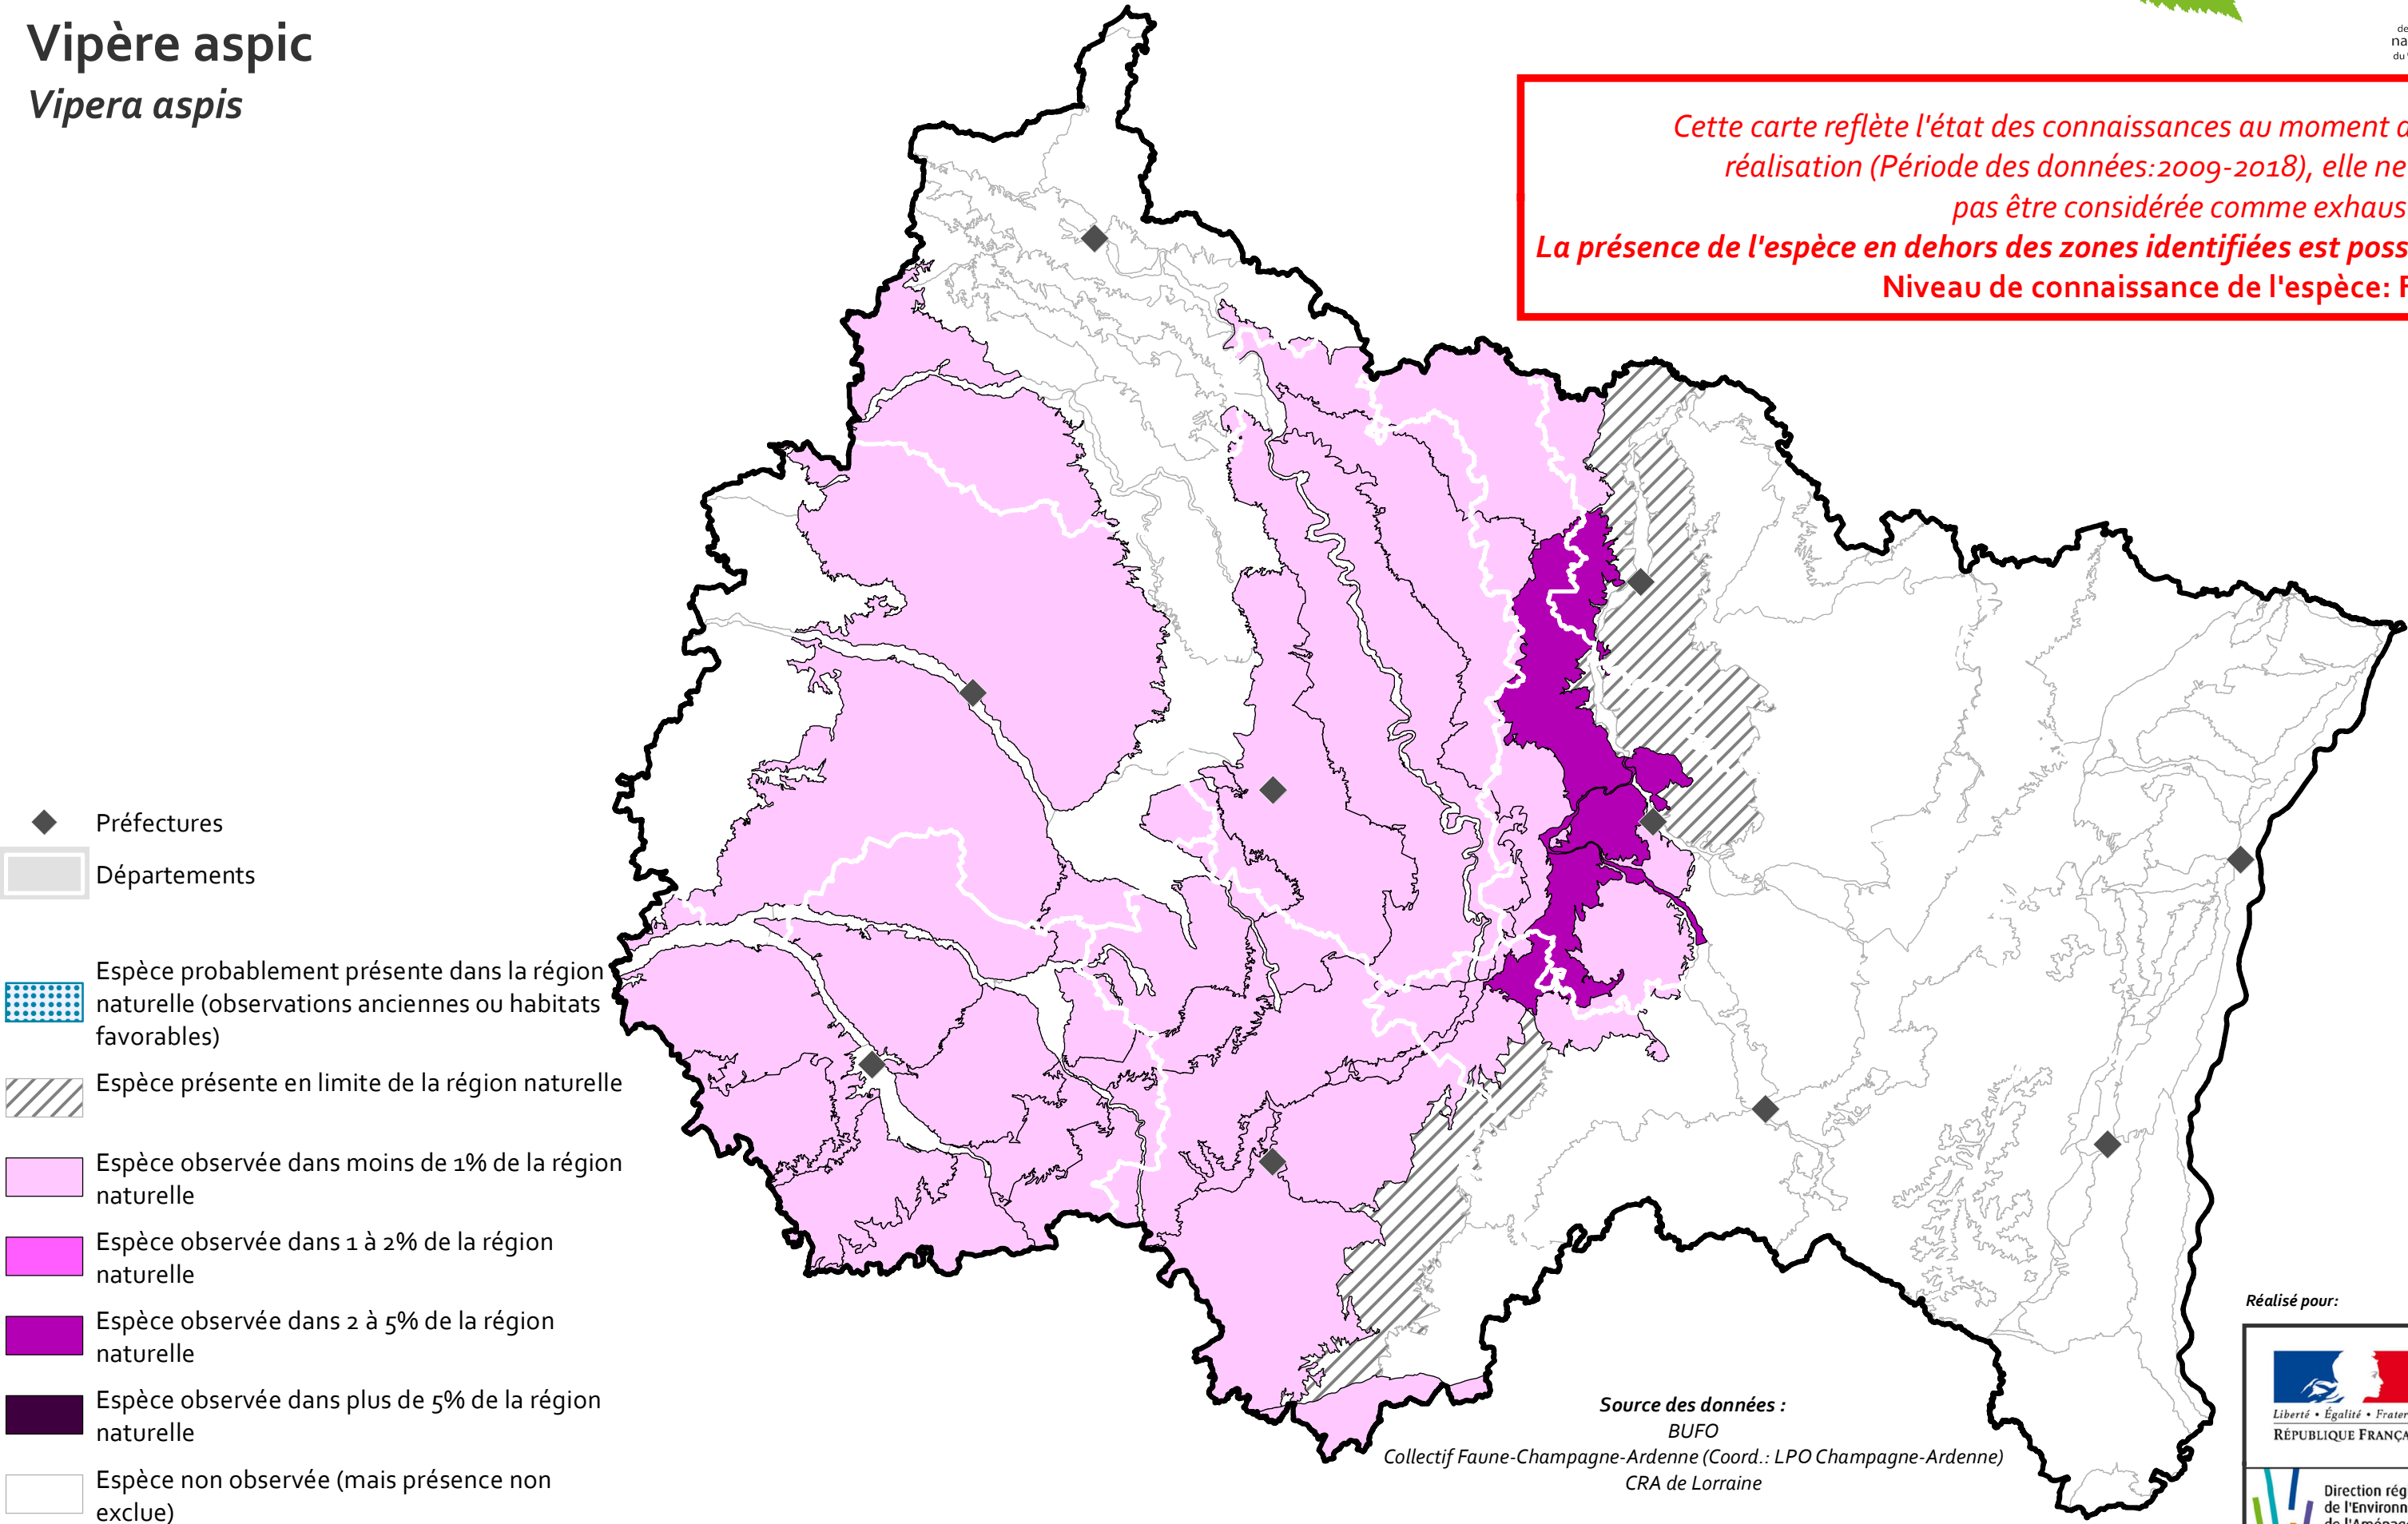 Vipère aspic
Vipera aspis
na
du
Cette carte reflète l'état des connaissances au moment
réalisation (Période des données:2009-2018), elle ne
pas être considérée comme
La présence de l'espèce en dehors des zones identifiées est
Niveau de connaissance de l'espèce:
Préfectures
Départements
Espèce probablement présente dans la région
naturelle (observations anciennes ou habitats
favorables)
Espèce présente en limite de la région naturelle
Espèce observée dans moins de 1% de la région
naturelle
Espèce observée dans 1 à 2% de la région
naturelle
Espèce observée dans 2 à 5% de la région
naturelle
Espèce observée dans plus de 5% de la région
naturelle
Espèce non observée (mais présence non
exclue)
Source des données :
BUFO
Collectif Faune-Champagne-Ardenne (Coord.: LPO Champagne-Ardenne)
CRA de Lorraine
Réalisé pour:
Liberté • Égalité •
RÉPUBLIQUE
Direction
de